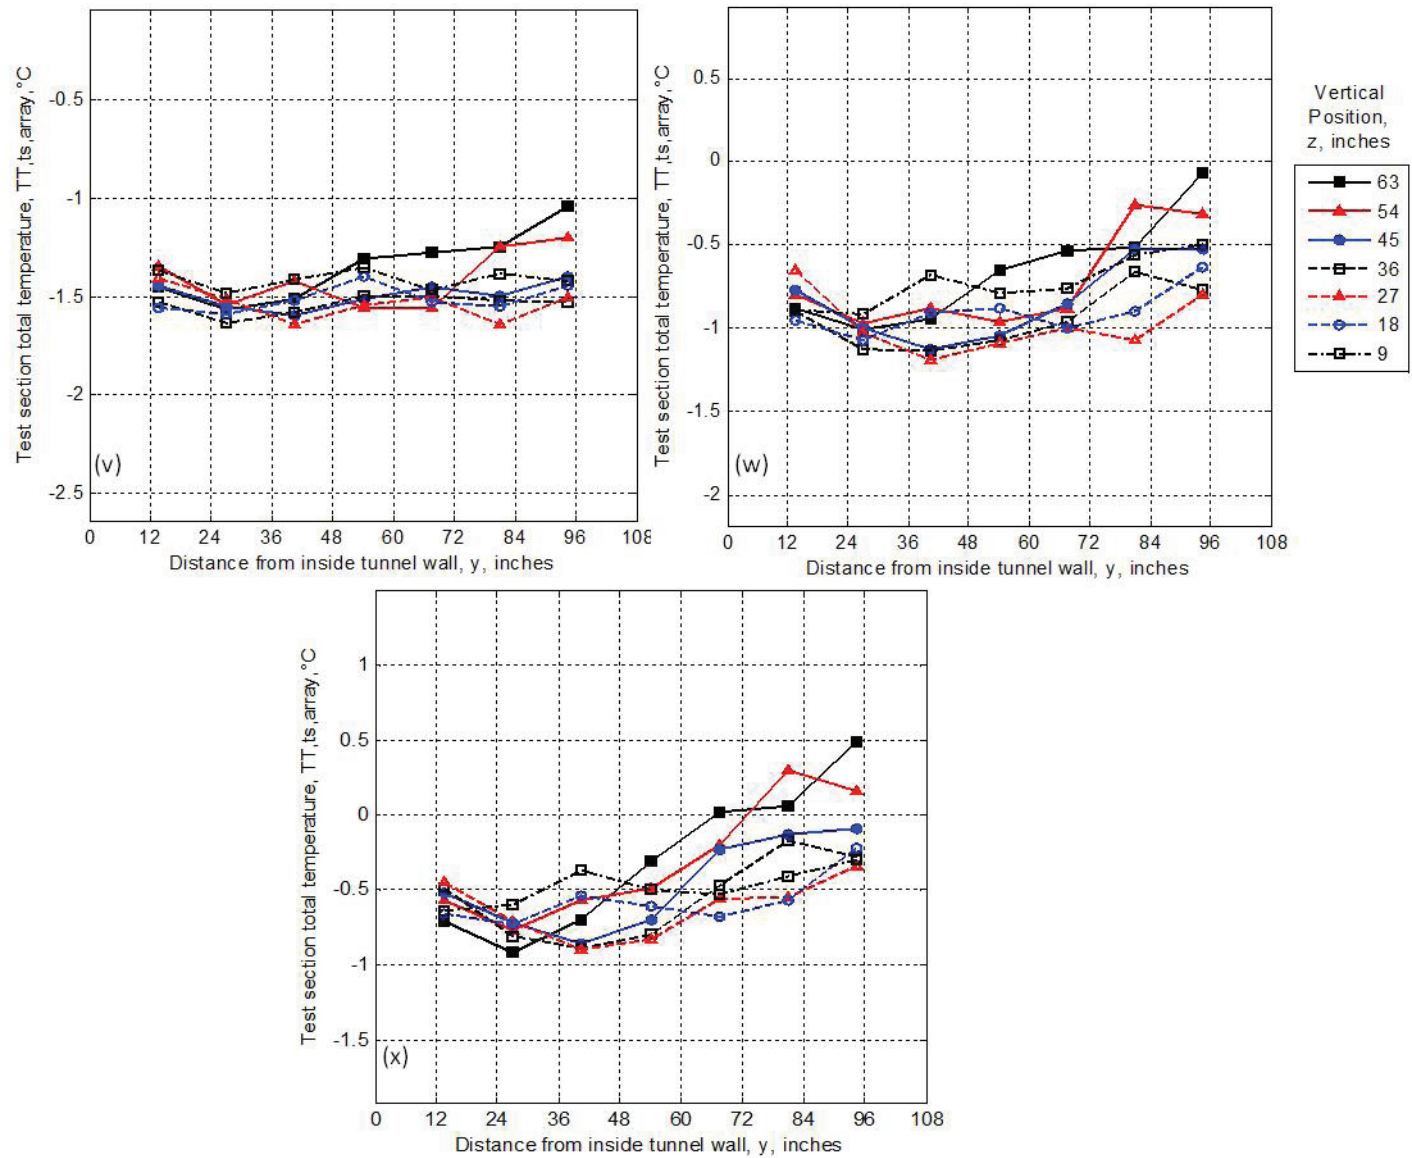 Test section total temperature, TT,ts,array,°C
-0.5
-1
-1.5
-2
-2.5
(v)
0 12 24 36 48 60 72 84 96 108
Distance from inside tunnel wall, y, inches
Test section total temperature, TT,ts,array,°C
0.5
0
-0.5
-1
-1.5
-2
(w)
0 12 24 36 48 60 72 84 96 108
Distance from inside tunnel wall, y, inches
Vertical
Position,
z, inches
63
54
45
36
27
18
9
Test section total temperature, TT,ts,array,°C
1
0.5
0
-0.5
-1
-1.5
(x)
0 12 24 36 48 60 72 84 96 108
Distance from inside tunnel wall, y, inches